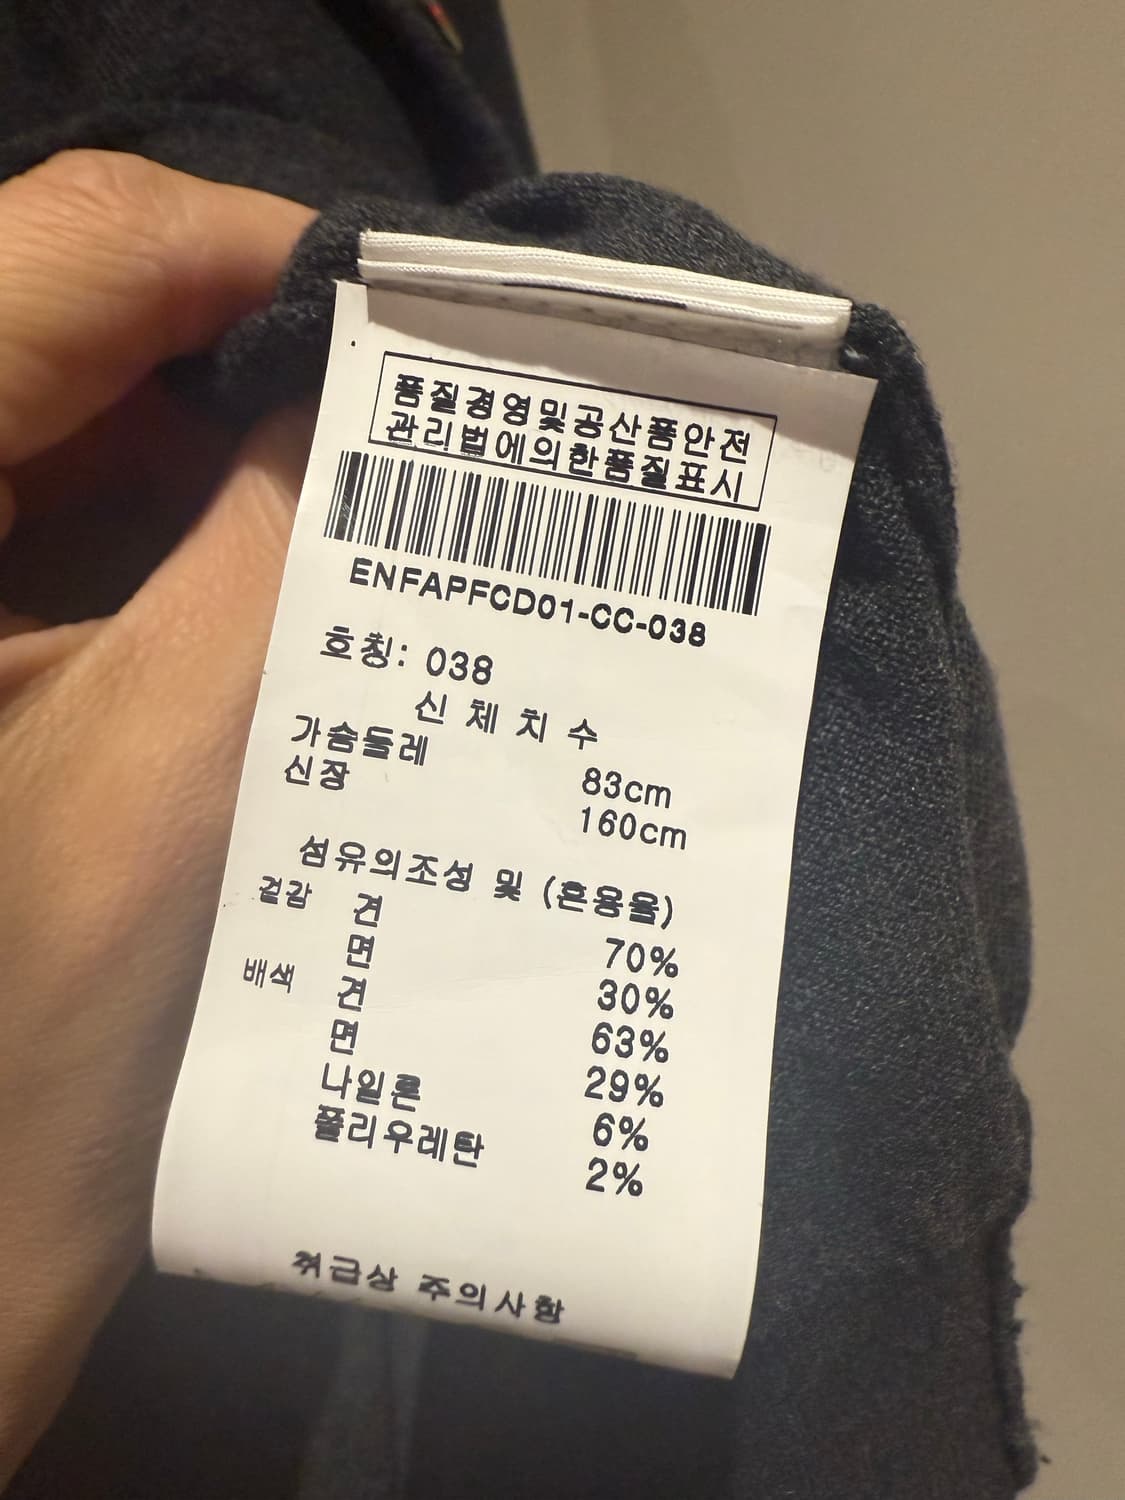 품질경영및공산품안전
관리법에의한품질표시
ENFAPFCD01-CC-038
호칭: 038
신 체 치 수
가슴둘레 83cm
신장 160cm
섬유의조성 및 (혼용율)
겉감 견 70%
면 30%
배색 견 63%
면 29%
나일론 6%
폴리우레탄 2%
취급상 주의사항